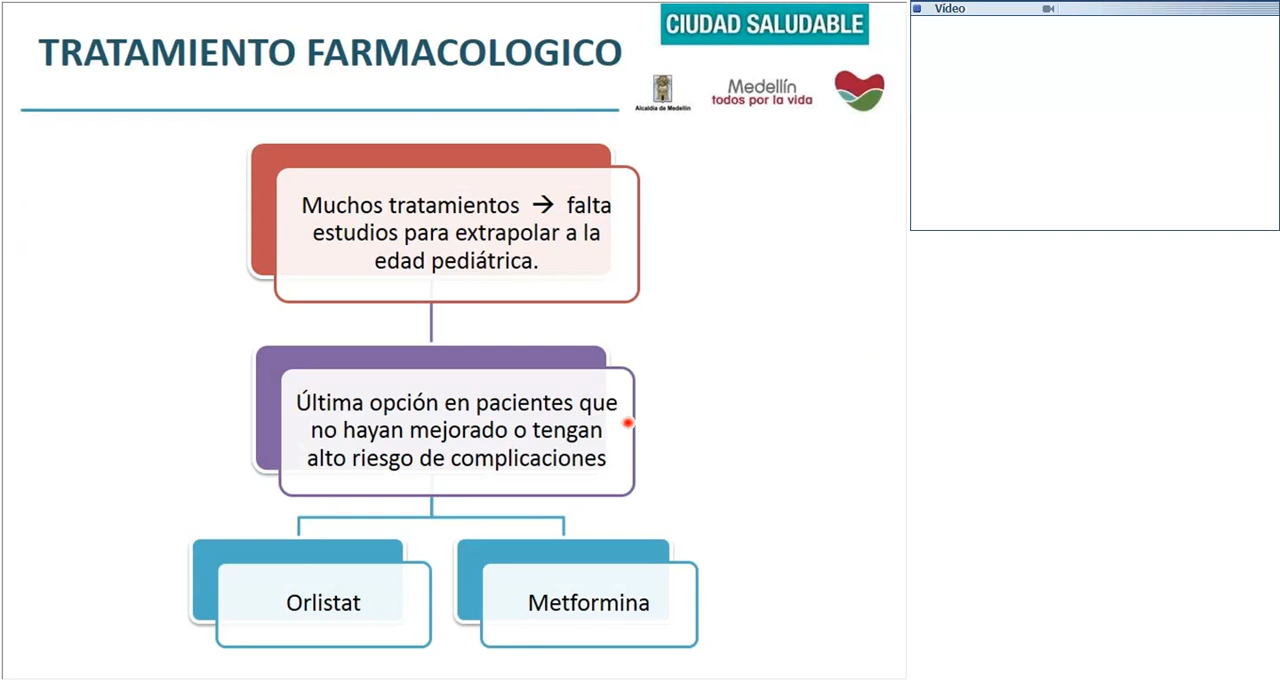 TRATAMIENTO FARMACOLOGICO
CIUDAD SALUDABLE
Alcaldía de Medellín
Medellín
todos por la vida
Vídeo
Muchos tratamientos → falta
estudios para extrapolar a la
edad pediátrica.
Última opción en pacientes que
no hayan mejorado o tengan
alto riesgo de complicaciones
Orlistat
Metformina